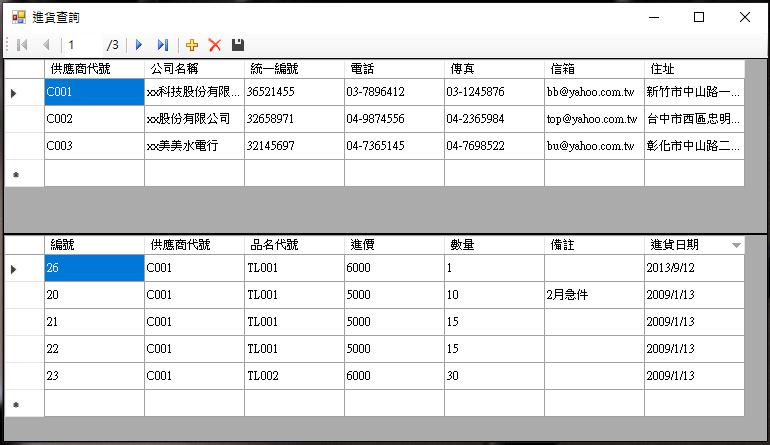 進貨查詢
1 /3
供應商代號 公司名稱 統一編號 電話 傳真 信箱 住址
C001 xx科技股份有限... 36521455 03-7896412 03-1245876 bb@yahoo.com.tw 新竹市中山路一...
C002 xx股份有限公司 32658971 04-9874556 04-2365984 top@yahoo.com.tw 台中市西區忠明...
C003 xx美美水電行 32145697 04-7365145 04-7698522 bu@yahoo.com.tw 彰化市中山路二...
編號 供應商代號 品名代號 進價 數量 備註 進貨日期
26 C001 TL001 6000 1 2013/9/12
20 C001 TL001 5000 10 2月急件 2009/1/13
21 C001 TL001 5000 15 2009/1/13
22 C001 TL001 5000 15 2009/1/13
23 C001 TL002 6000 30 2009/1/13